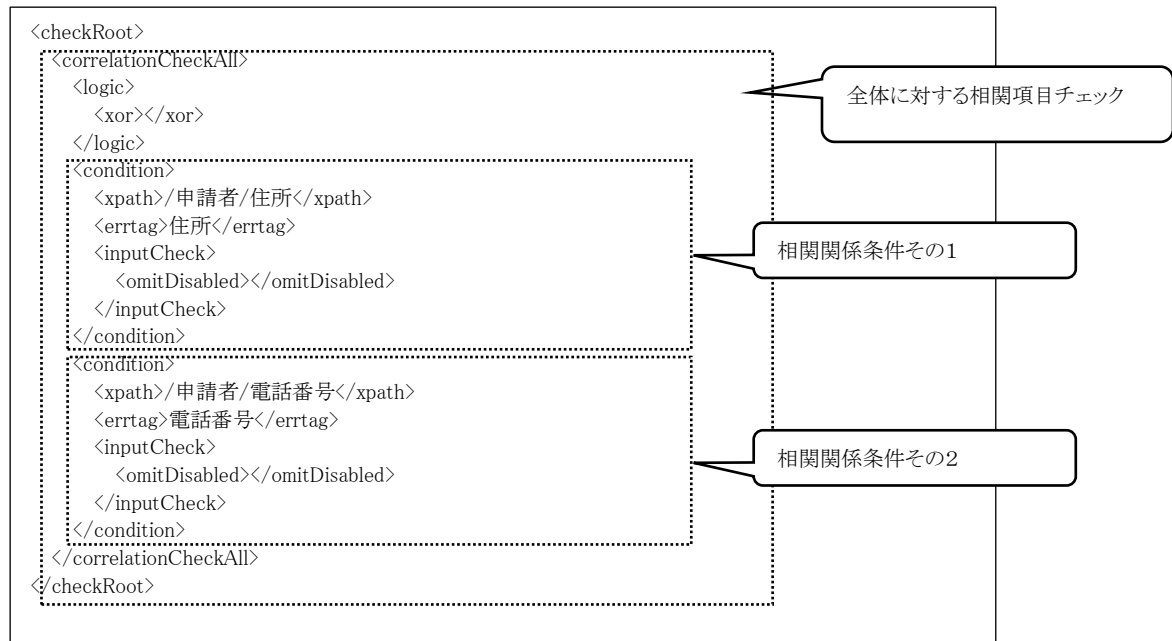 <checkRoot>
<correlationCheckAll>
<logic>
<xor></xor>
</logic>
<condition>
<xpath>/申請者/住所</xpath>
<errtag>住所</errtag>
<inputCheck>
<omitDisabled></omitDisabled>
</inputCheck>
</condition>
<condition>
<xpath>/申請者/電話番号</xpath>
<errtag>電話番号</errtag>
<inputCheck>
<omitDisabled></omitDisabled>
</inputCheck>
</condition>
</correlationCheckAll>
</checkRoot>
全体に対する相関項目チェック
相関関係条件その1
相関関係条件その2